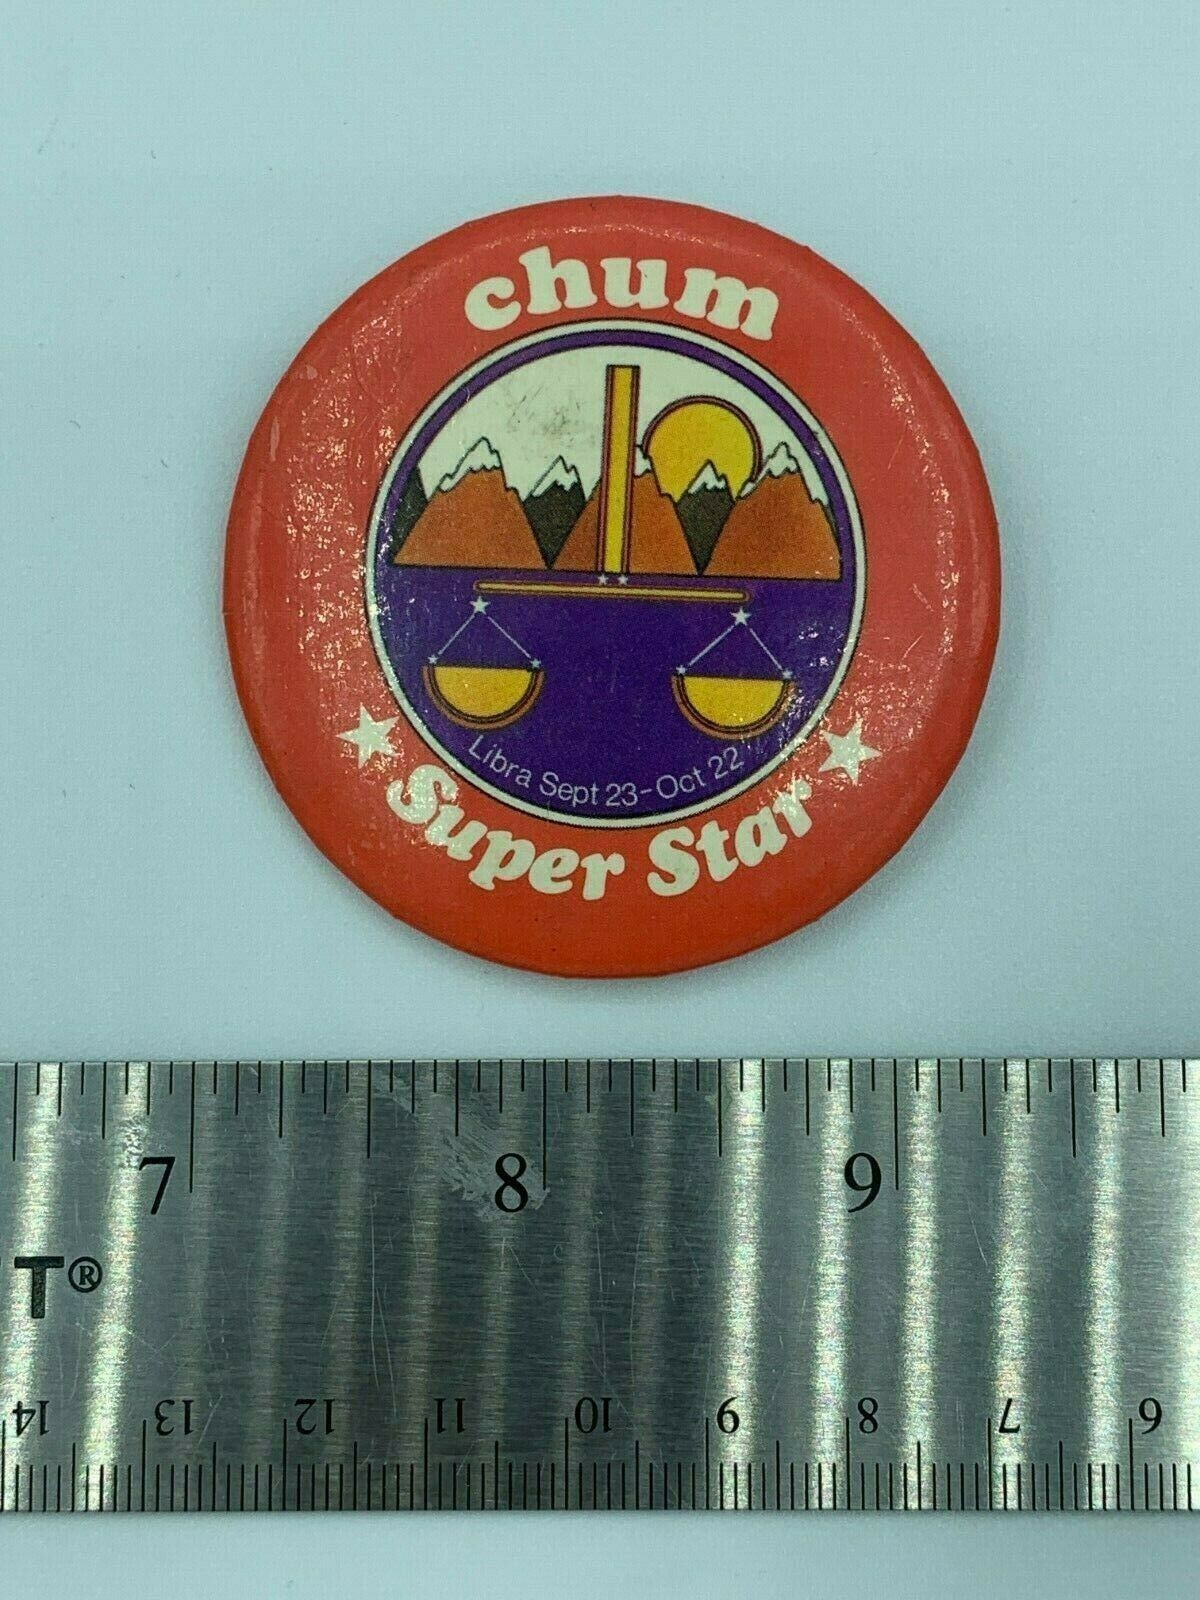 chum
Libra Sept 23-Oct 22
Super Star
7 8 9
T®
14 13 12 11 10 9 8 7 6